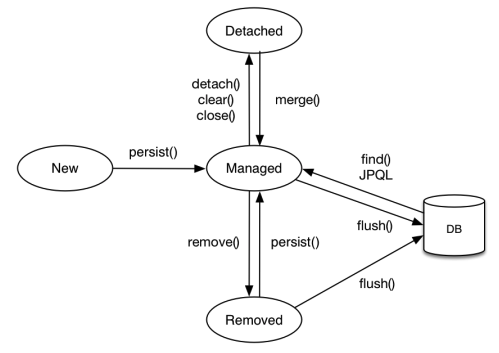 Detached
detach()
clear()
close()
merge()
persist()
New
Managed
find()
JPQL
flush()
DB
remove()
persist()
flush()
Removed